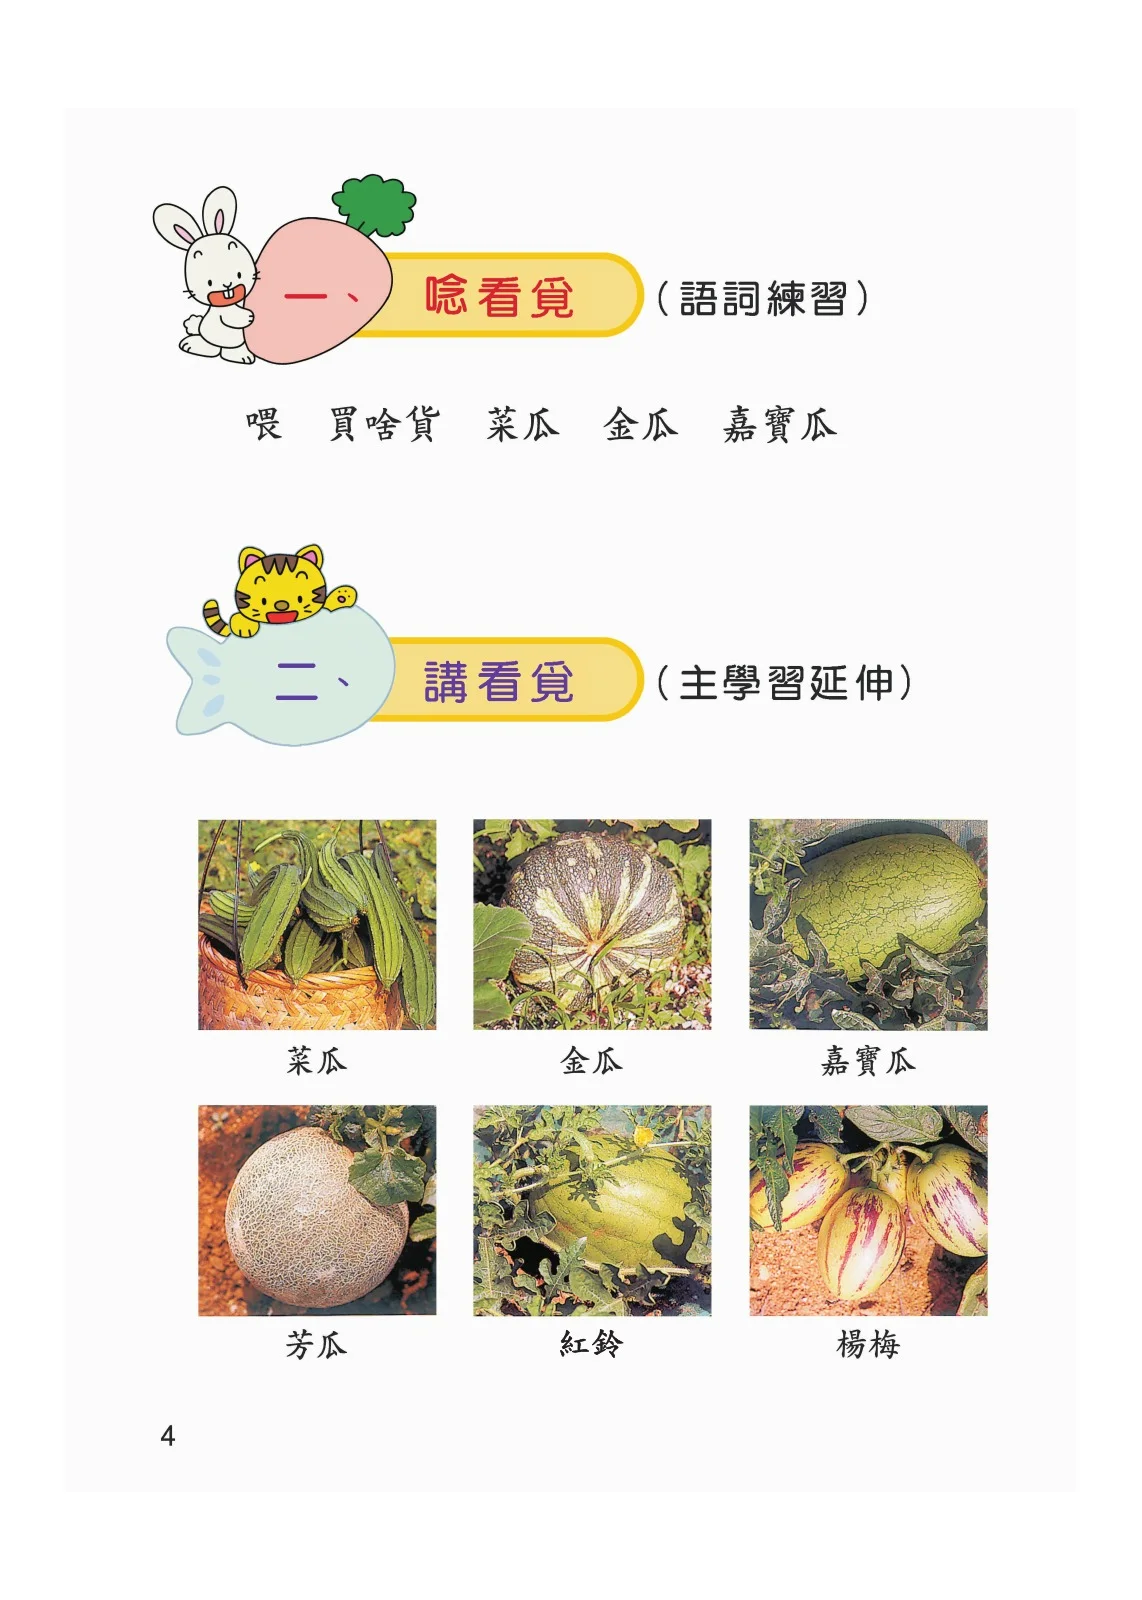 一、唸看覓（語詞練習）
喂 買啥貨 菜瓜 金瓜 嘉寶瓜
二、講看覓（主學習延伸）
菜瓜 金瓜 嘉寶瓜
芳瓜 紅鈴 楊梅
4